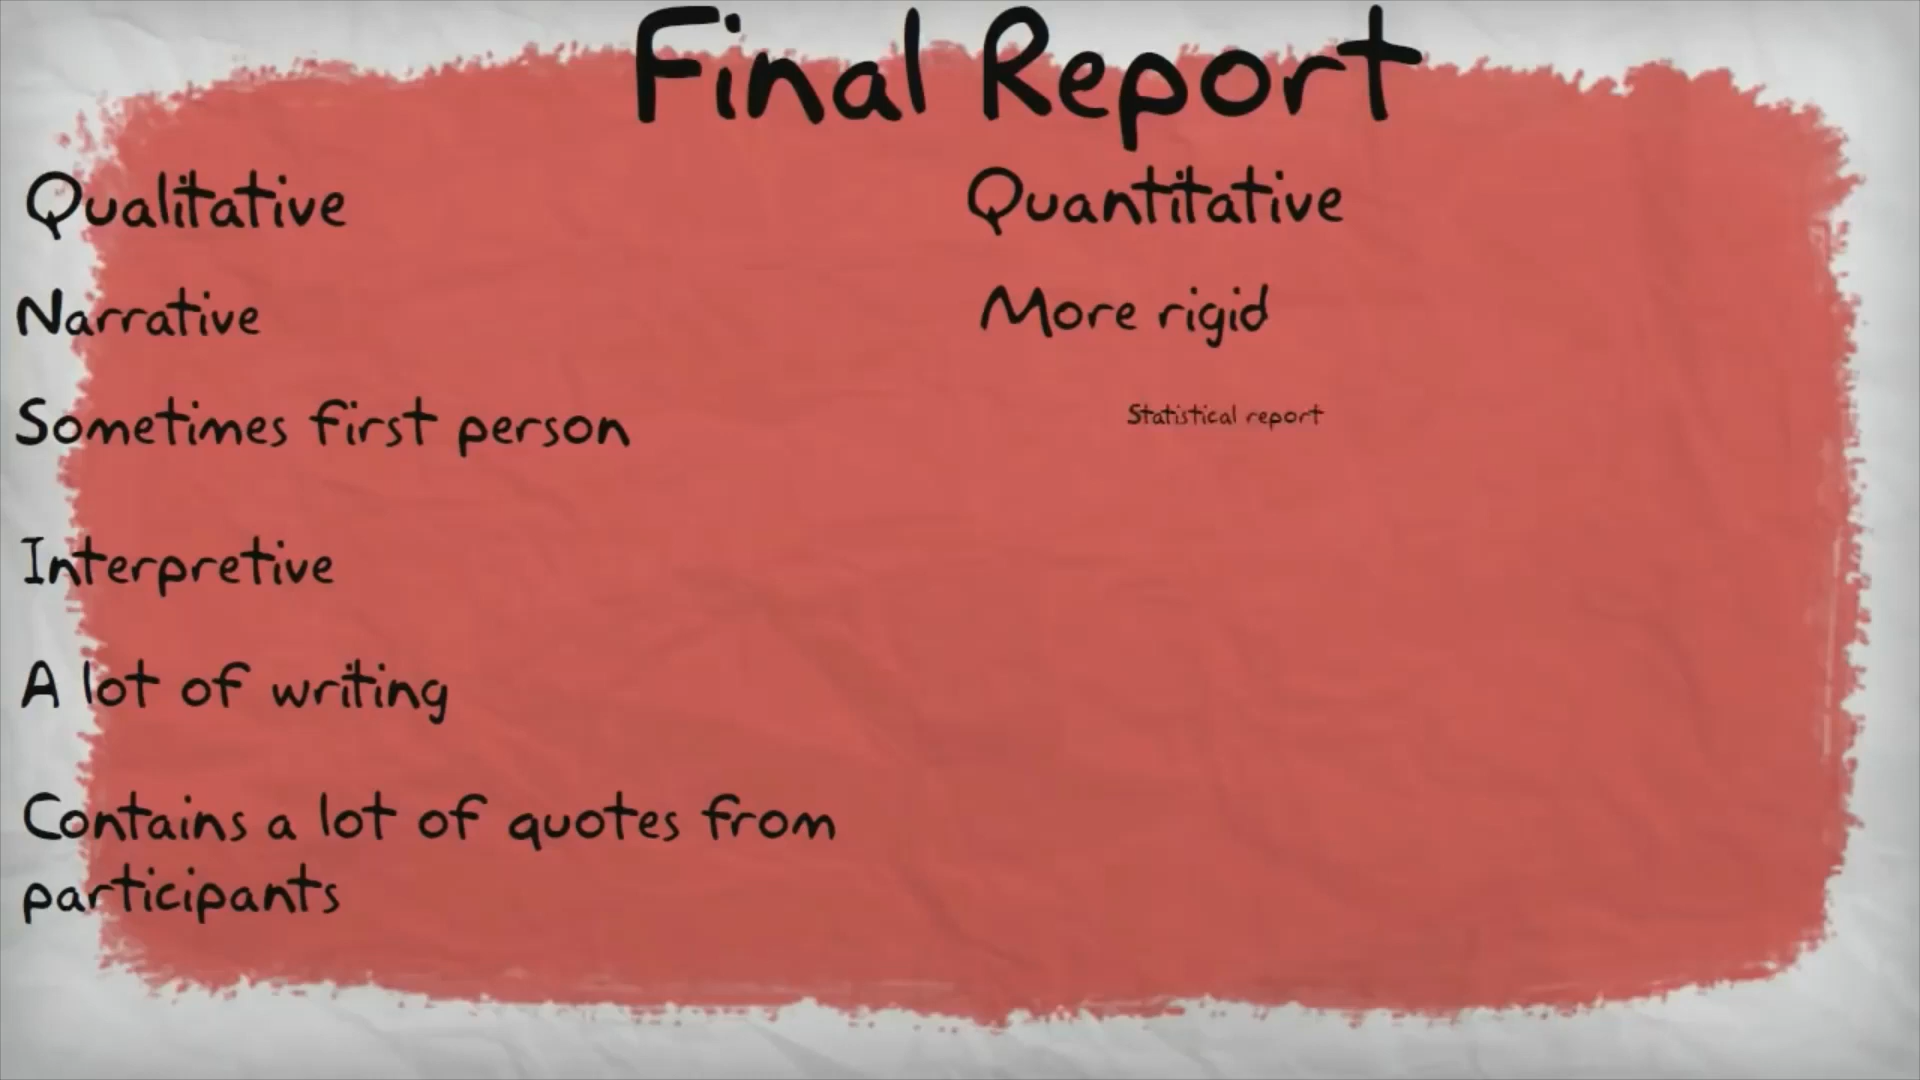 Final Report
Qualitative
Narrative
Sometimes first person
Interpretive
A lot of writing
Contains a lot of quotes from
participants
Quantitative
More rigid
Statistical report